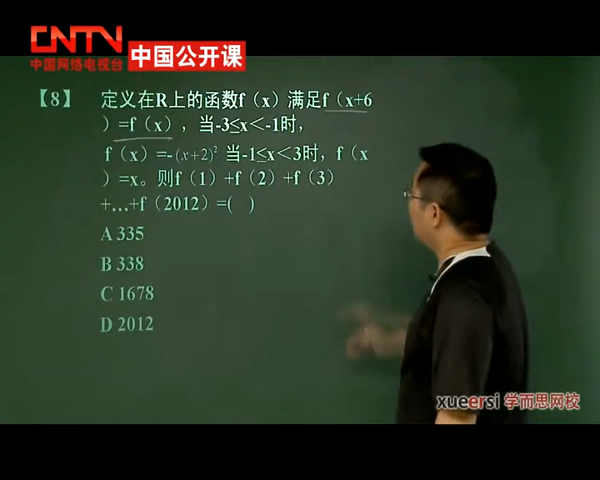 CNTN
中国网络电视台
中国公开课
【8】 定义在R上的函数f（x）满足f（x+6
）=f（x），当-3≤x＜-1时，
f（x）=-(x+2)² 当-1≤x＜3时，f（x
）=x。则f（1）+f（2）+f（3）
+…+f（2012）=( )
A 335
B 338
C 1678
D 2012
xueersi 学而思网校